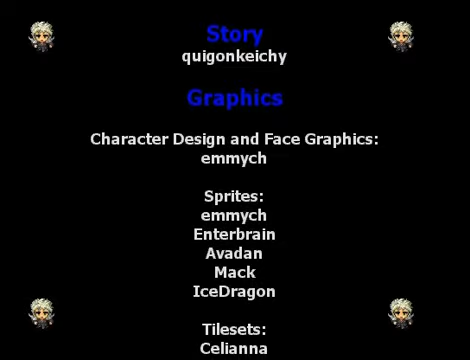 Story
quigonkeichy
Graphics
Character Design and Face Graphics:
emmych
Sprites:
emmych
Enterbrain
Avadan
Mack
IceDragon
Tilesets:
Celianna